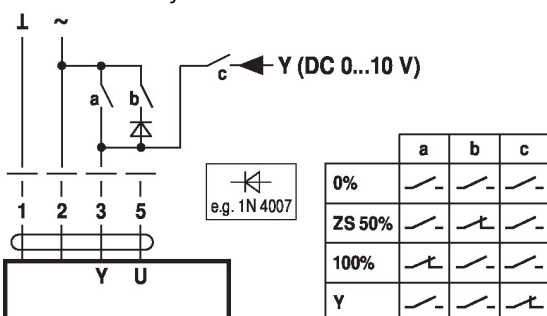 ⊥ ~
a b c Y (DC 0...10 V)
1 2 3 5
Y U
e.g. 1N 4007
a b c
0%
ZS 50%
100%
Y